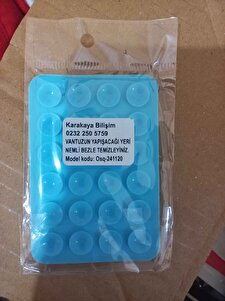 Karakaya Bilişim
0232 250 5759
VANTUZUN YAPIŞACAĞI YERİ
NEMLİ BEZLE TEMİZLEYİNİZ.
Model kodu: Osq-241120